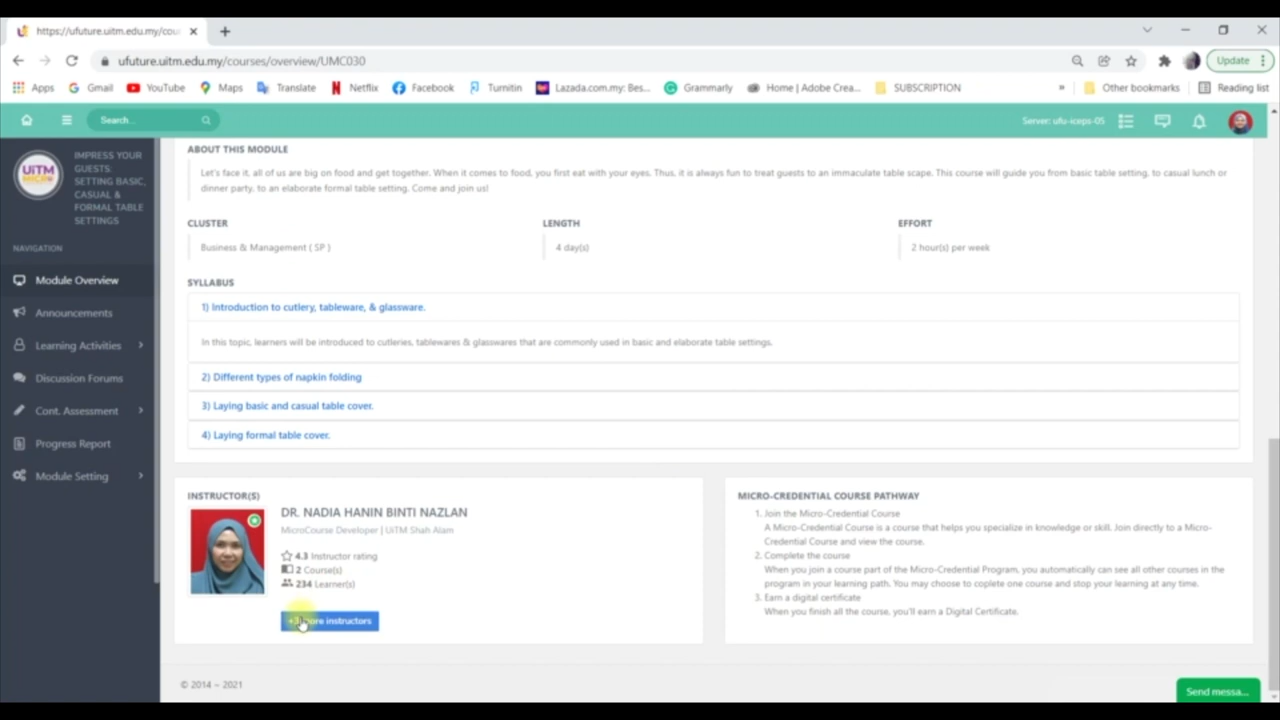 https://ufuture.uitm.edu.my/cou
https://ufuture.uitm.edu.my/courses/overview/UMC030
Update
Apps Gmail YouTube Maps Translate Netflix Facebook Turnitin Lazada.com.my: Bes... Grammarly Home | Adobe Crea... SUBSCRIPTION » Other bookmarks Reading list
Search...
Server: ufu-iceps-05
UiTM
MICRO
IMPRESS YOUR
GUESTS:
SETTING BASIC,
CASUAL &
FORMAL TABLE
SETTINGS
NAVIGATION
Module Overview
Announcements
Learning Activities
Discussion Forums
Cont. Assessment
Progress Report
Module Setting
ABOUT THIS MODULE
Let's face it, all of us are big on food and get together. When it comes to food, you first eat with your eyes. Thus, it is always fun to treat guests to an immaculate table scape. This course will guide you from basic table setting, to casual lunch or
dinner party, to an elaborate formal table setting. Come and join us!
CLUSTER LENGTH EFFORT
Business & Management ( SP ) 4 day(s) 2 hour(s) per week
SYLLABUS
1) Introduction to cutlery, tableware, & glassware.
In this topic, learners will be introduced to cutleries, tablewares & glasswares that are commonly used in basic and elaborate table settings.
2) Different types of napkin folding
3) Laying basic and casual table cover.
4) Laying formal table cover.
INSTRUCTOR(S)
DR. NADIA HANIN BINTI NAZLAN
MicroCourse Developer | UiTM Shah Alam
4.3 Instructor rating
2 Course(s)
234 Learner(s)
+3 more instructors
MICRO-CREDENTIAL COURSE PATHWAY
1. Join the Micro-Credential Course
A Micro-Credential Course is a course that helps you specialize in knowledge or skill. Join directly to a Micro-
Credential Course and view the course.
2. Complete the course
When you join a course part of the Micro-Credential Program, you automatically can see all other courses in the
program in your learning path. You may choose to coplete one course and stop your learning at any time.
3. Earn a digital certificate
When you finish all the course, you'll earn a Digital Certificate.
© 2014 – 2021
Send messa...